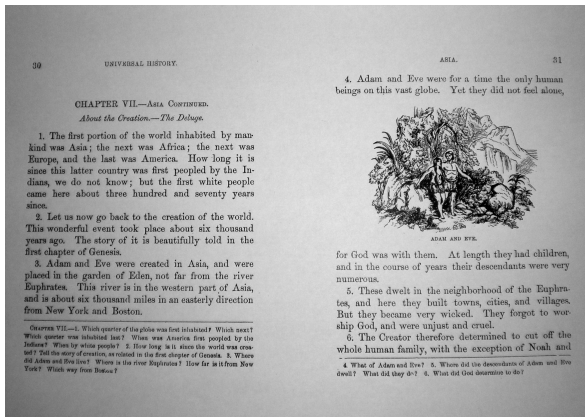 30
UNIVERSAL HISTORY.
CHAPTER VII.—ASIA CONTINUED.
About the Creation.—The Deluge.
1. The first portion of the world inhabited by man-
kind was Asia; the next was Africa; the next was
Europe, and the last was America. How long it is
since this latter country was first peopled by the In-
dians, we do not know; but the first white people
came here about three hundred and seventy years
since.
2. Let us now go back to the creation of the world.
This wonderful event took place about six thousand
years ago. The story of it is beautifully told in the
first chapter of Genesis.
3. Adam and Eve were created in Asia, and were
placed in the garden of Eden, not far from the river
Euphrates. This river is in the western part of Asia,
and is about six thousand miles in an easterly direction
from New York and Boston.
CHAPTER VII.—1. Which quarter of the globe was first inhabited? Which next?
Which quarter was inhabited last? When was America first peopled by the
Indians? When by white people? 2. How long is it since the world was crea-
ted? Tell the story of creation, as related in the first chapter of Genesis. 3. Where
did Adam and Eve live? Where is the river Euphrates? How far is it from New
York? Which way from Boston?
ASIA.
31
4. Adam and Eve were for a time the only human
beings on this vast globe. Yet they did not feel alone,
ADAM AND EVE.
for God was with them. At length they had children,
and in the course of years their descendants were very
numerous.
5. These dwelt in the neighborhood of the Euphra-
tes, and here they built towns, cities, and villages.
But they became very wicked. They forgot to wor-
ship God, and were unjust and cruel.
6. The Creator therefore determined to cut off the
whole human family, with the exception of Noah and
4. What of Adam and Eve? 5. Where did the descendants of Adam and Eve
dwell? What did they do? 6. What did God determine to do?